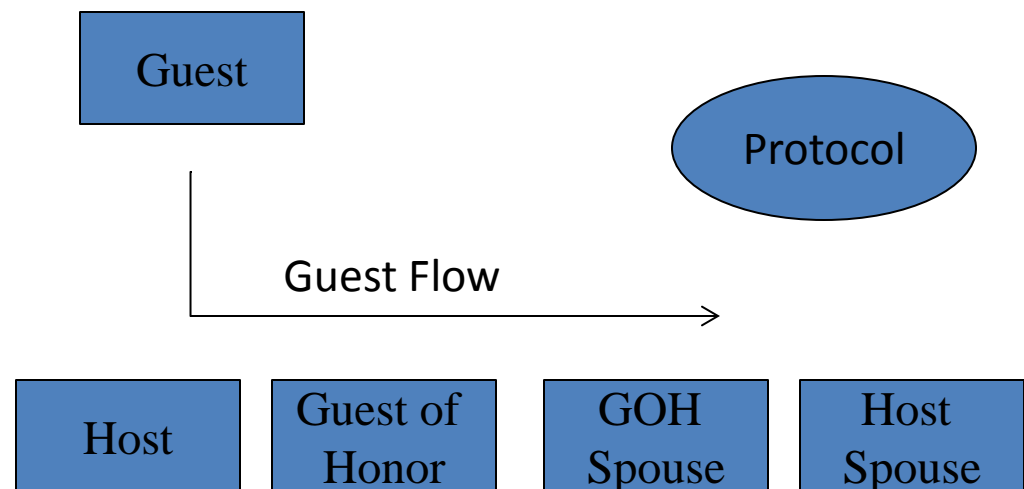 Guest
Protocol
Guest Flow
Host
Guest of
Honor
GOH
Spouse
Host
Spouse